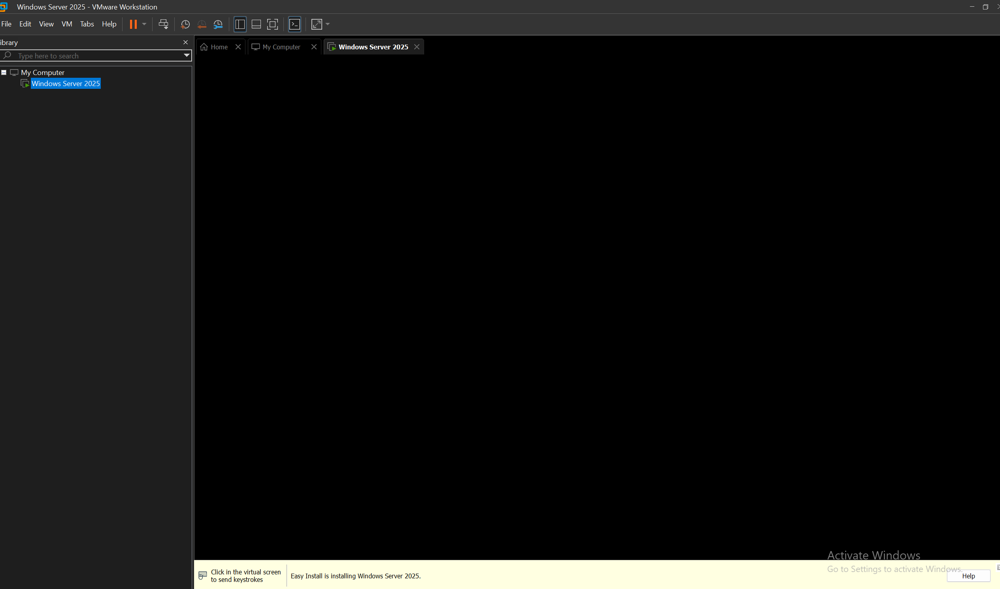 Windows Server 2025 - VMware Workstation
File Edit View VM Tabs Help
ibrary
Type here to search
My Computer
Windows Server 2025
Home
My Computer
Windows Server 2025
Activate Windows
Go to Settings to activate Windows.
Click in the virtual screen
to send keystrokes
Easy Install is installing Windows Server 2025.
Help